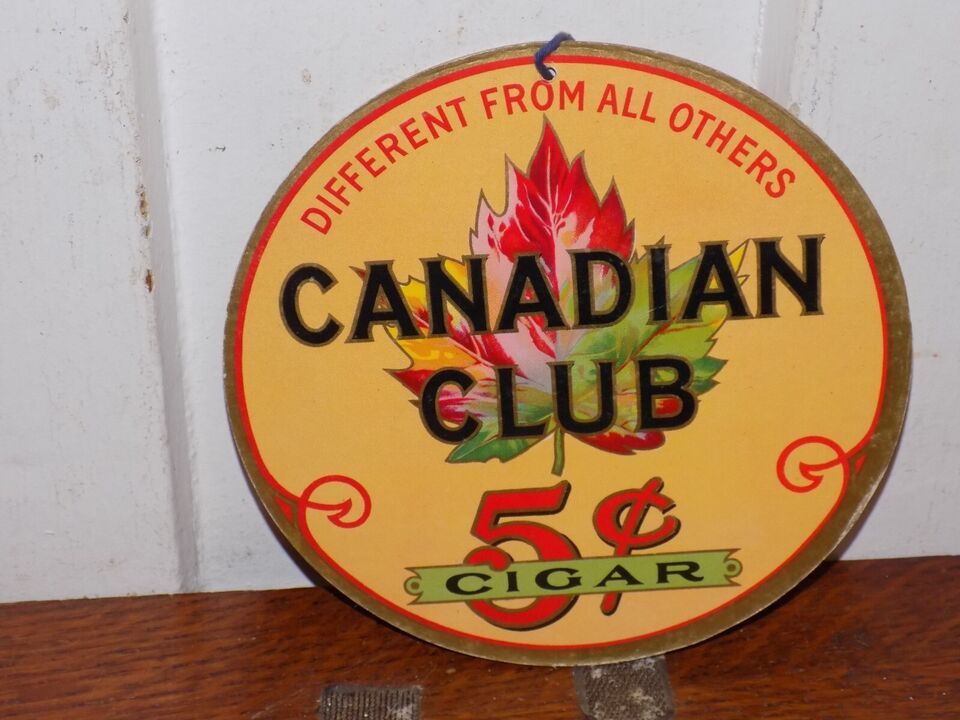 DIFFERENT FROM ALL OTHERS
CANADIAN
CLUB
5¢
CIGAR